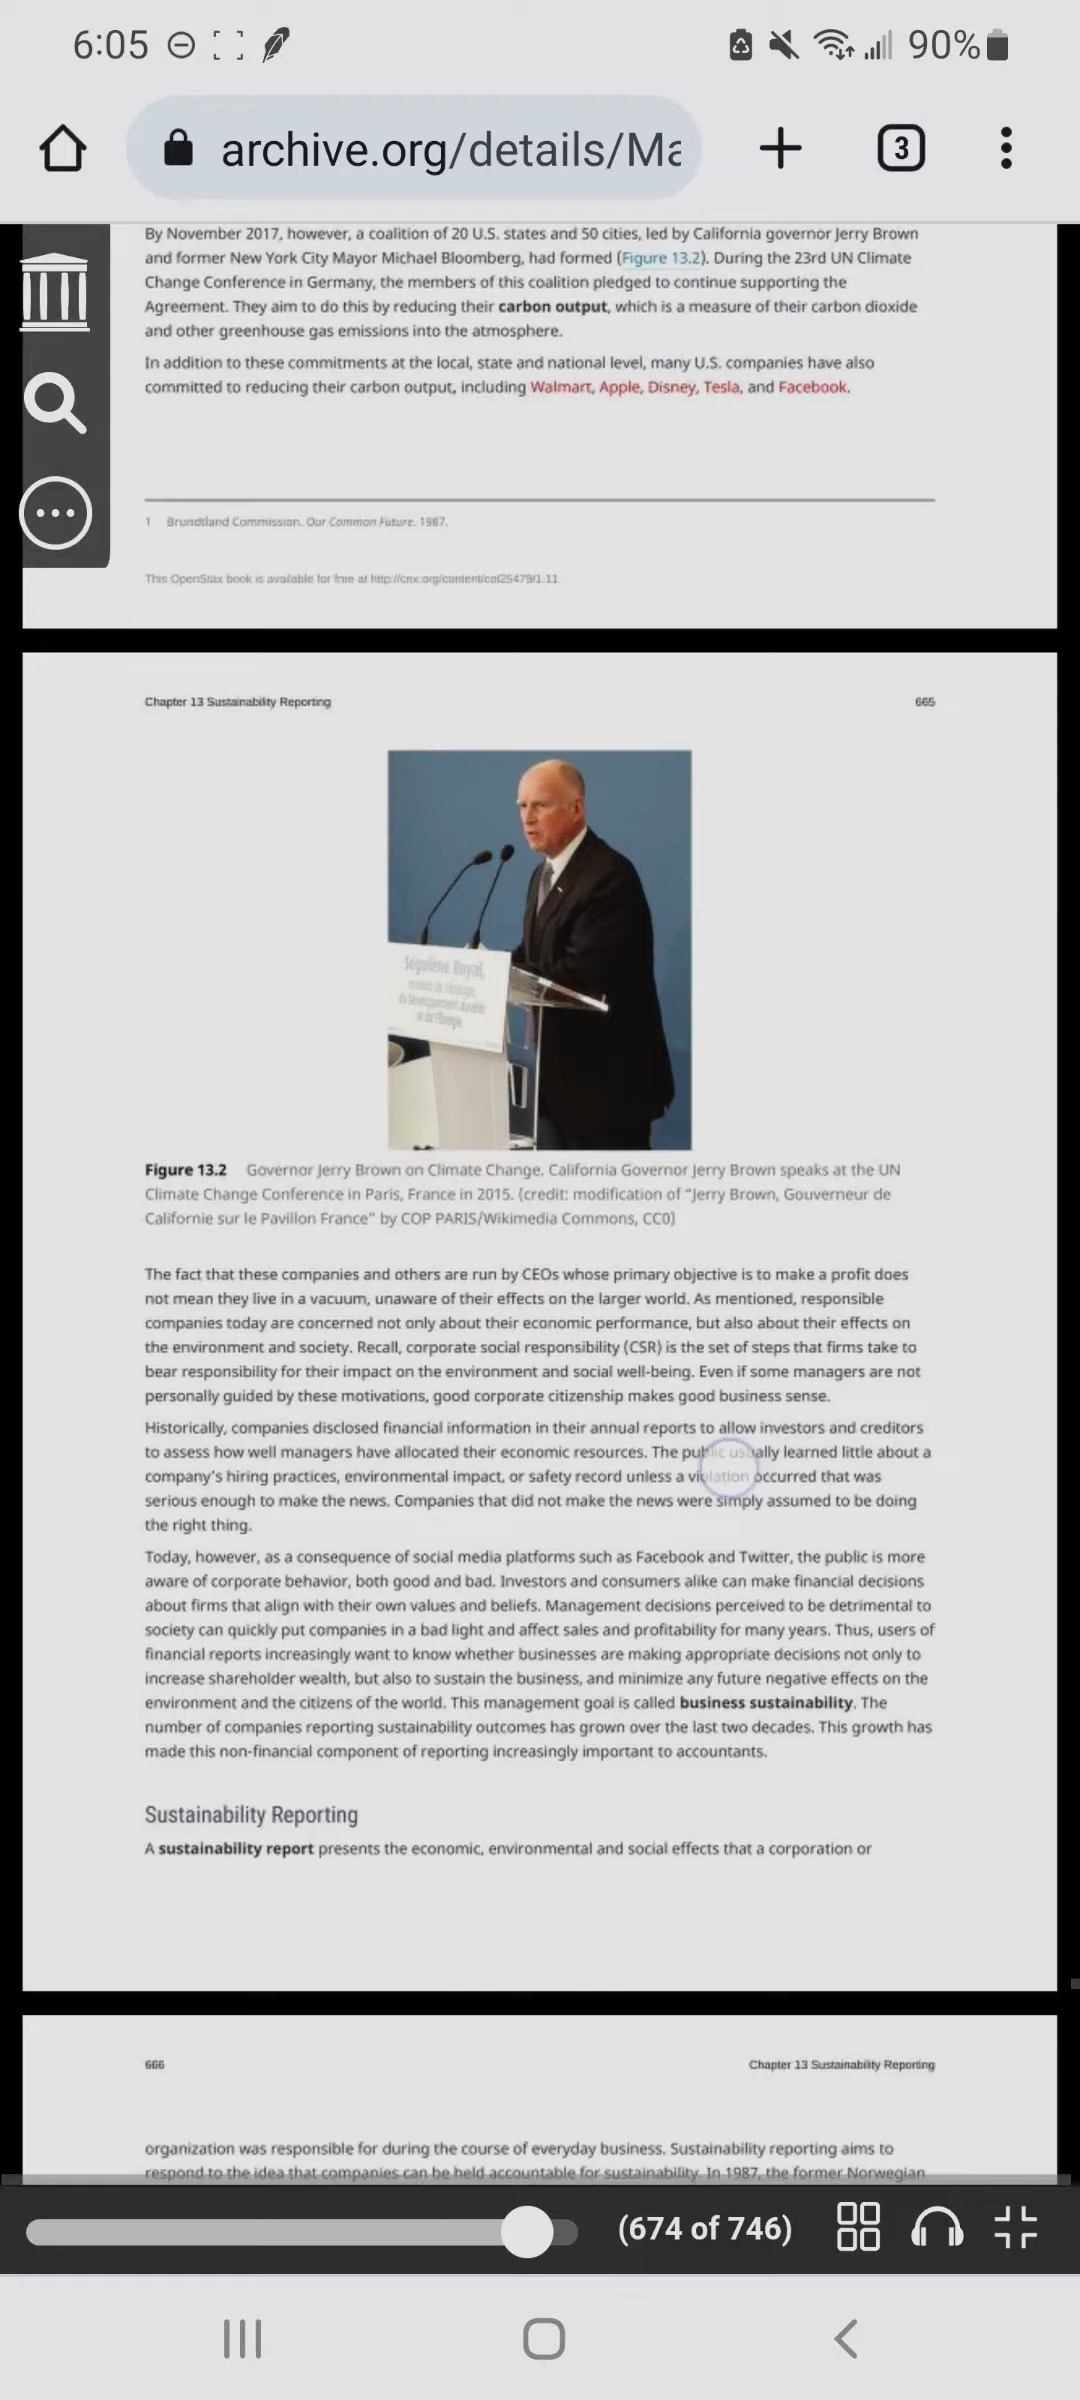 6:05
90%
archive.org/details/Ma
3
By November 2017, however, a coalition of 20 U.S. states and 50 cities, led by California governor Jerry Brown
and former New York City Mayor Michael Bloomberg, had formed (Figure 13.2). During the 23rd UN Climate
Change Conference in Germany, the members of this coalition pledged to continue supporting the
Agreement. They aim to do this by reducing their carbon output, which is a measure of their carbon dioxide
and other greenhouse gas emissions into the atmosphere.
In addition to these commitments at the local, state and national level, many U.S. companies have also
committed to reducing their carbon output, including Walmart, Apple, Disney, Tesla, and Facebook.
1 Brundtland Commission. Our Common Future. 1987.
This OpenStax book is available for free at http://cnx.org/content/col25479/1.11
Chapter 13 Sustainability Reporting 665
Ségolène Royal,
du Développement durable
et de l'Énergie
Figure 13.2 Governor Jerry Brown on Climate Change. California Governor Jerry Brown speaks at the UN
Climate Change Conference in Paris, France in 2015. (credit: modification of "Jerry Brown, Gouverneur de
Californie sur le Pavillon France" by COP PARIS/Wikimedia Commons, CC0)
The fact that these companies and others are run by CEOs whose primary objective is to make a profit does
not mean they live in a vacuum, unaware of their effects on the larger world. As mentioned, responsible
companies today are concerned not only about their economic performance, but also about their effects on
the environment and society. Recall, corporate social responsibility (CSR) is the set of steps that firms take to
bear responsibility for their impact on the environment and social well-being. Even if some managers are not
personally guided by these motivations, good corporate citizenship makes good business sense.
Historically, companies disclosed financial information in their annual reports to allow investors and creditors
to assess how well managers have allocated their economic resources. The public usually learned little about a
company's hiring practices, environmental impact, or safety record unless a violation occurred that was
serious enough to make the news. Companies that did not make the news were simply assumed to be doing
the right thing.
Today, however, as a consequence of social media platforms such as Facebook and Twitter, the public is more
aware of corporate behavior, both good and bad. Investors and consumers alike can make financial decisions
about firms that align with their own values and beliefs. Management decisions perceived to be detrimental to
society can quickly put companies in a bad light and affect sales and profitability for many years. Thus, users of
financial reports increasingly want to know whether businesses are making appropriate decisions not only to
increase shareholder wealth, but also to sustain the business, and minimize any future negative effects on the
environment and the citizens of the world. This management goal is called business sustainability. The
number of companies reporting sustainability outcomes has grown over the last two decades. This growth has
made this non-financial component of reporting increasingly important to accountants.
Sustainability Reporting
A sustainability report presents the economic, environmental and social effects that a corporation or
666 Chapter 13 Sustainability Reporting
organization was responsible for during the course of everyday business. Sustainability reporting aims to
respond to the idea that companies can be held accountable for sustainability. In 1987, the former Norwegian
(674 of 746)